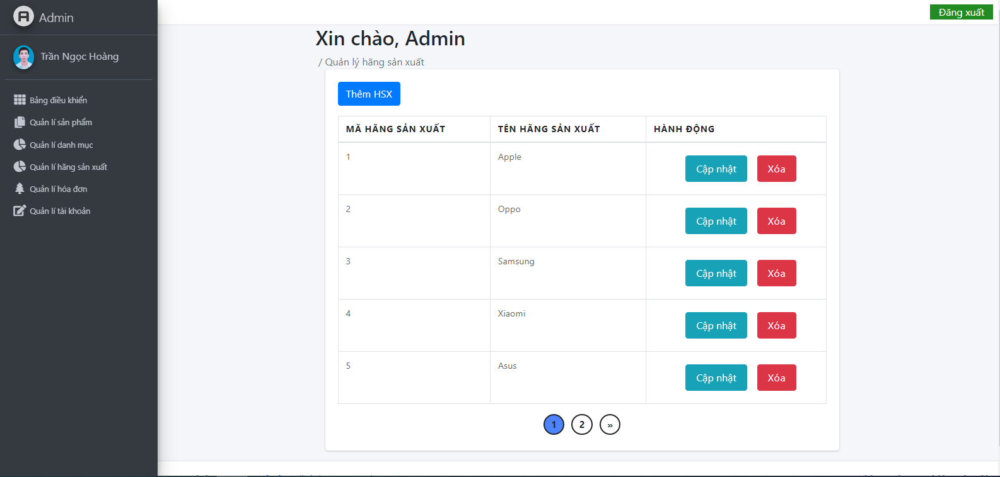 Admin
Đăng xuất
Trần Ngọc Hoàng
Bảng điều khiển
Quản lí sản phẩm
Quản lí danh mục
Quản lí hãng sản xuất
Quản lí hóa đơn
Quản lí tài khoản
Xin chào, Admin
/ Quản lý hãng sản xuất
Thêm HSX
MÃ HÃNG SẢN XUẤT TÊN HÃNG SẢN XUẤT HÀNH ĐỘNG
1 Apple Cập nhật Xóa
2 Oppo Cập nhật Xóa
3 Samsung Cập nhật Xóa
4 Xiaomi Cập nhật Xóa
5 Asus Cập nhật Xóa
1 2 »